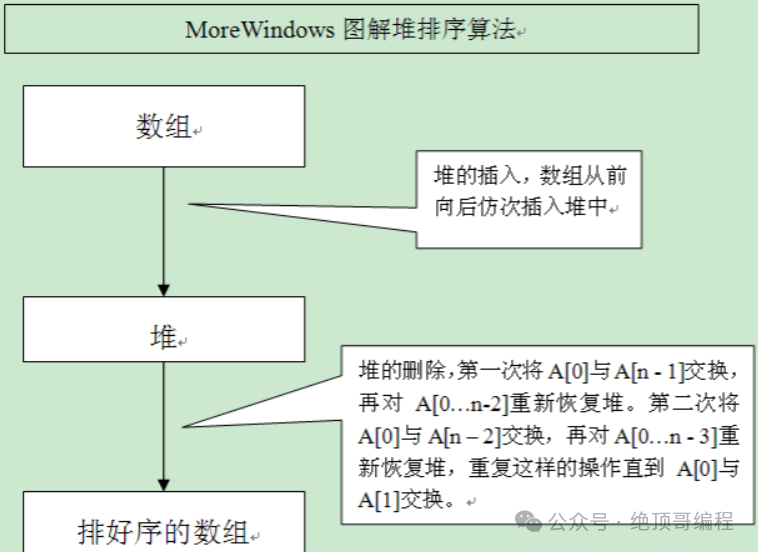 MoreWindows 图解堆排序算法
数组
堆的插入，数组从前
向后仿次插入堆中
堆
堆的删除，第一次将 A[0]与 A[n - 1]交换，
再对 A[0…n-2]重新恢复堆。第二次将
A[0]与 A[n – 2]交换，再对 A[0…n - 3]重
新恢复堆，重复这样的操作直到 A[0]与
A[1]交换。
排好序的数组
公众号 · 绝顶哥编程